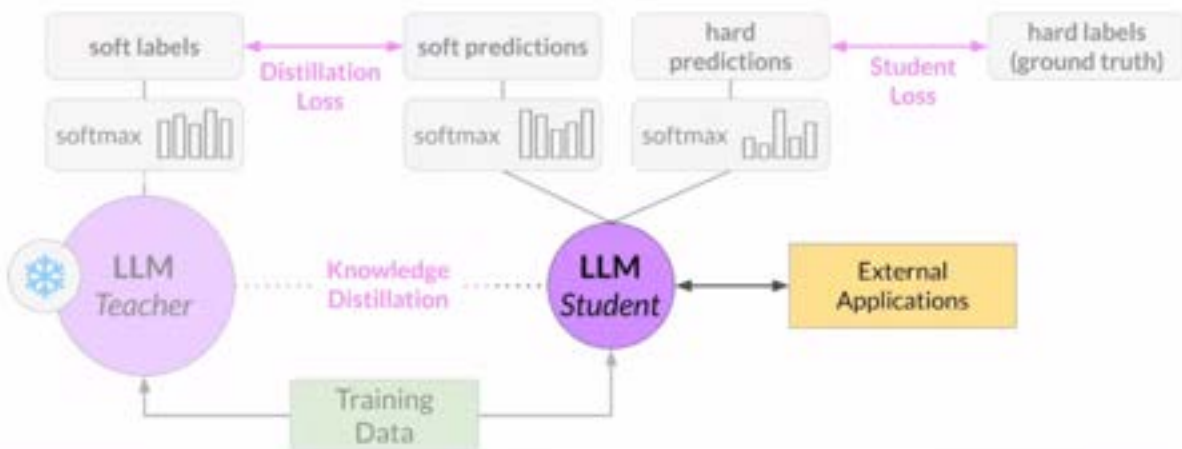 soft labels
Distillation
Loss
soft predictions
hard
predictions
Student
Loss
hard labels
(ground truth)
softmax
softmax
softmax
LLM
Teacher
Knowledge
Distillation
LLM
Student
External
Applications
Training
Data